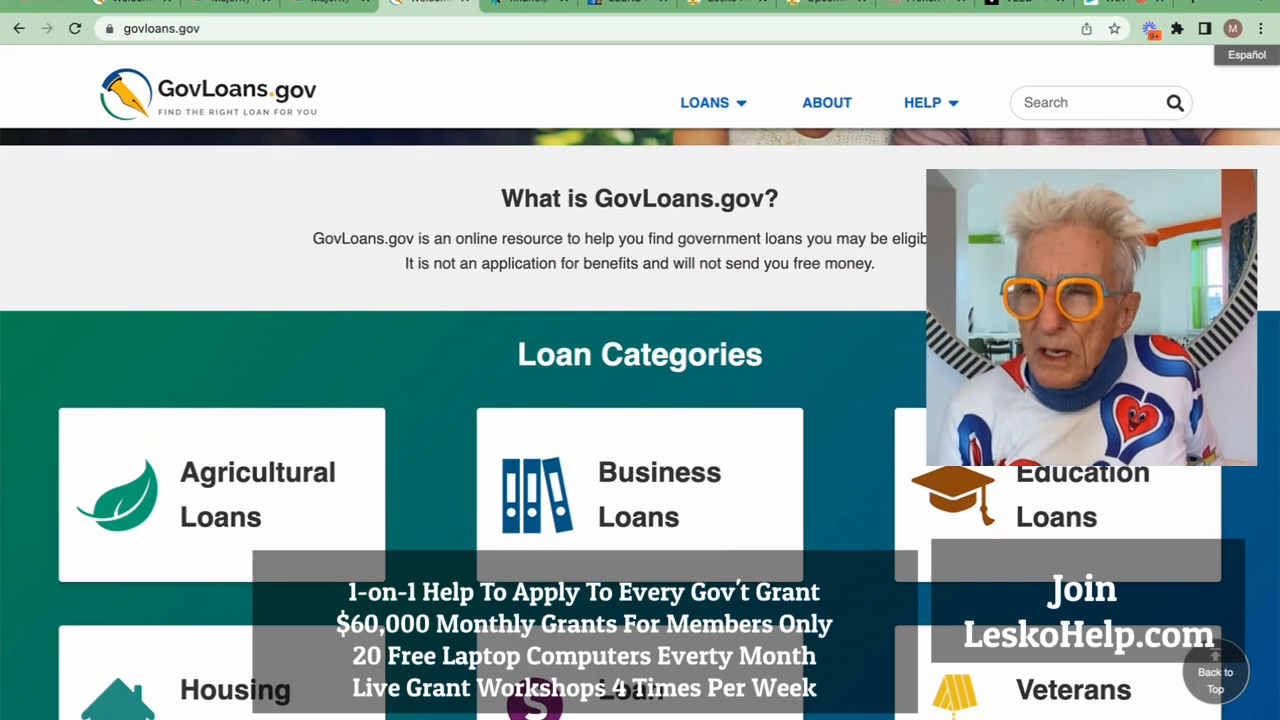 govloans.gov
9+
M
Español
GovLoans.gov
FIND THE RIGHT LOAN FOR YOU
LOANS
ABOUT
HELP
Search
What is GovLoans.gov?
GovLoans.gov is an online resource to help you find government loans you may be
It is not an application for benefits and will not send you free money.
Loan Categories
Agricultural
Loans
Business
Loans
Education
Loans
1-on-1 Help To Apply To Every Gov't Grant
$60,000 Monthly Grants For Members Only
20 Free Laptop Computers Everty Month
Live Grant Workshops 4 Times Per Week
Join
LeskoHelp.com
Housing
Loan
Veterans
Back to
Top